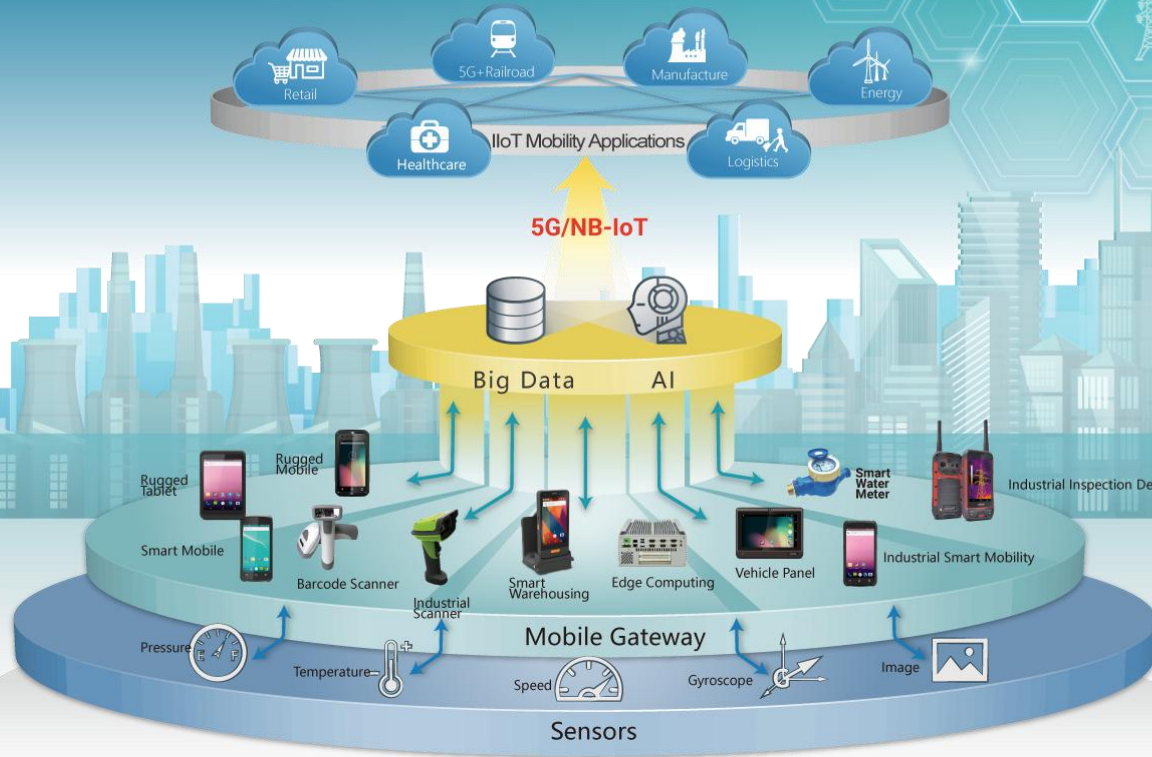 Retail
5G+Railroad
Manufacture
Energy
Healthcare
IIoT Mobility Applications
Logistics
5G/NB-IoT
Big Data
AI
Rugged
Tablet
Rugged
Mobile
Smart
Water
Meter
Industrial Inspection De
Smart Mobile
Barcode Scanner
Industrial
Scanner
Smart
Warehousing
Edge Computing
Vehicle Panel
Industrial Smart Mobility
Mobile Gateway
Pressure
E F
Temperature
Speed
Gyroscope
Image
Sensors